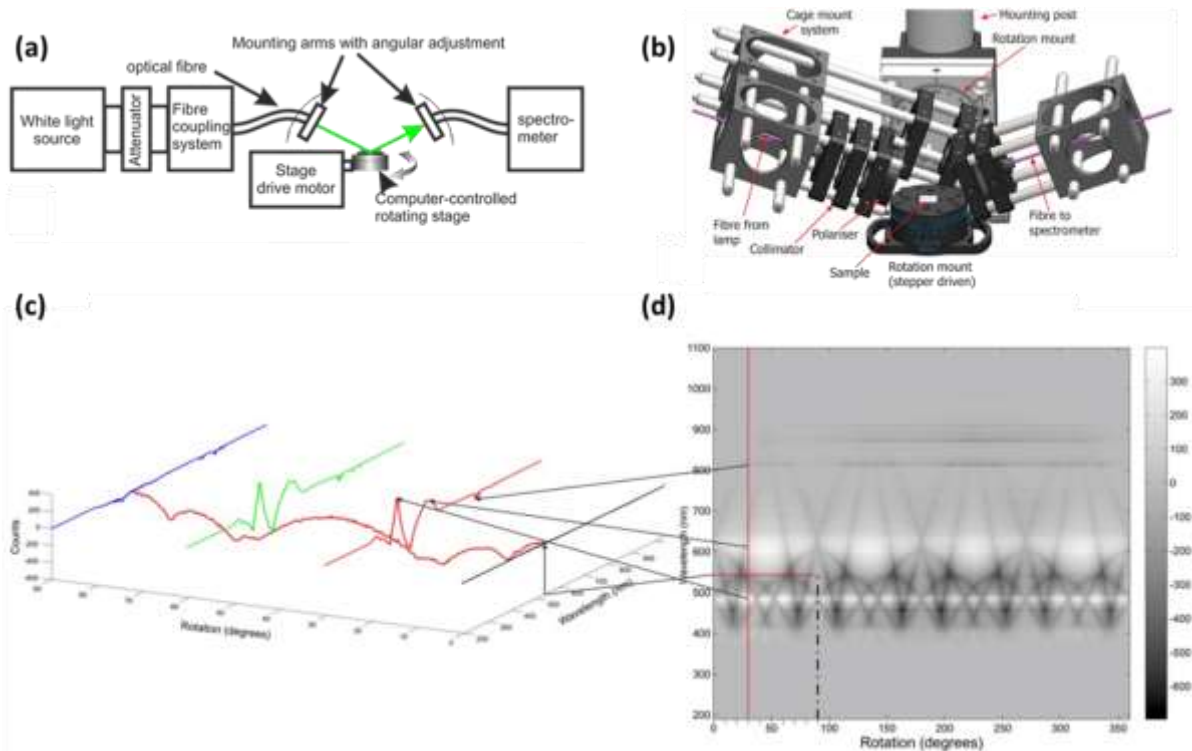 (a)
Mounting arms with angular adjustment
optical fibre
White light
source
Attenuator
Fibre
coupling
system
spectro-
meter
Stage
drive motor
Computer-controlled
rotating stage
(b)
Cage mount
system
Mounting post
Rotation mount
Fibre from
lamp
Collimator
Polariser
Sample
Rotation mount
(stepper driven)
Fibre to
spectrometer
(c)
Counts
Rotation (degrees)
Wavelength (nm)
(d)
1100
1000
900
800
700
600
500
400
300
200
Wavelength (nm)
0 50 100 150 200 250 300 350
Rotation (degrees)
300
200
100
0
-100
-200
-300
-400
-500
-600